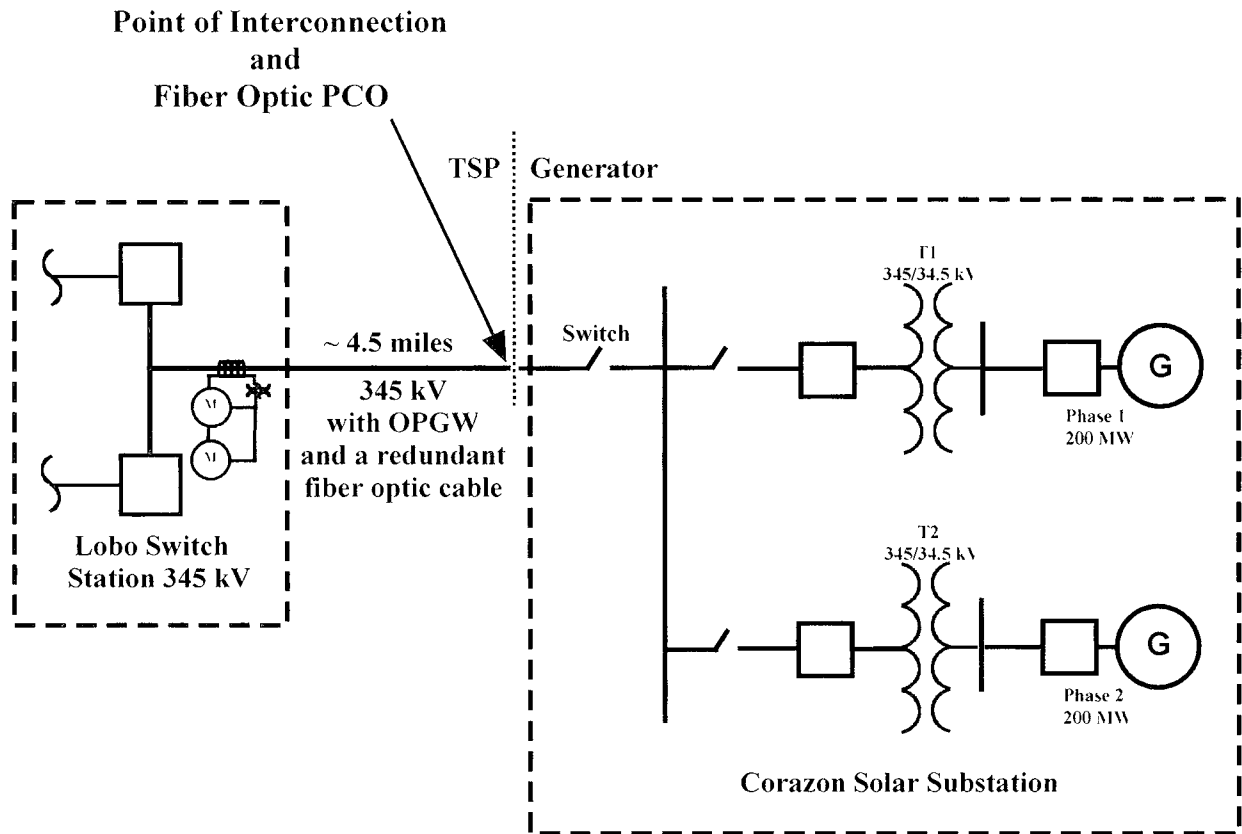 Point of Interconnection
and
Fiber Optic PCO
TSP
Generator
~ 4.5 miles
345 kV
with OPGW
and a redundant
fiber optic cable
M
M
Lobo Switch
Station 345 kV
Switch
T1
345/34.5 kV
G
Phase 1
200 MW
T2
345/34.5 kV
G
Phase 2
200 MW
Corazon Solar Substation